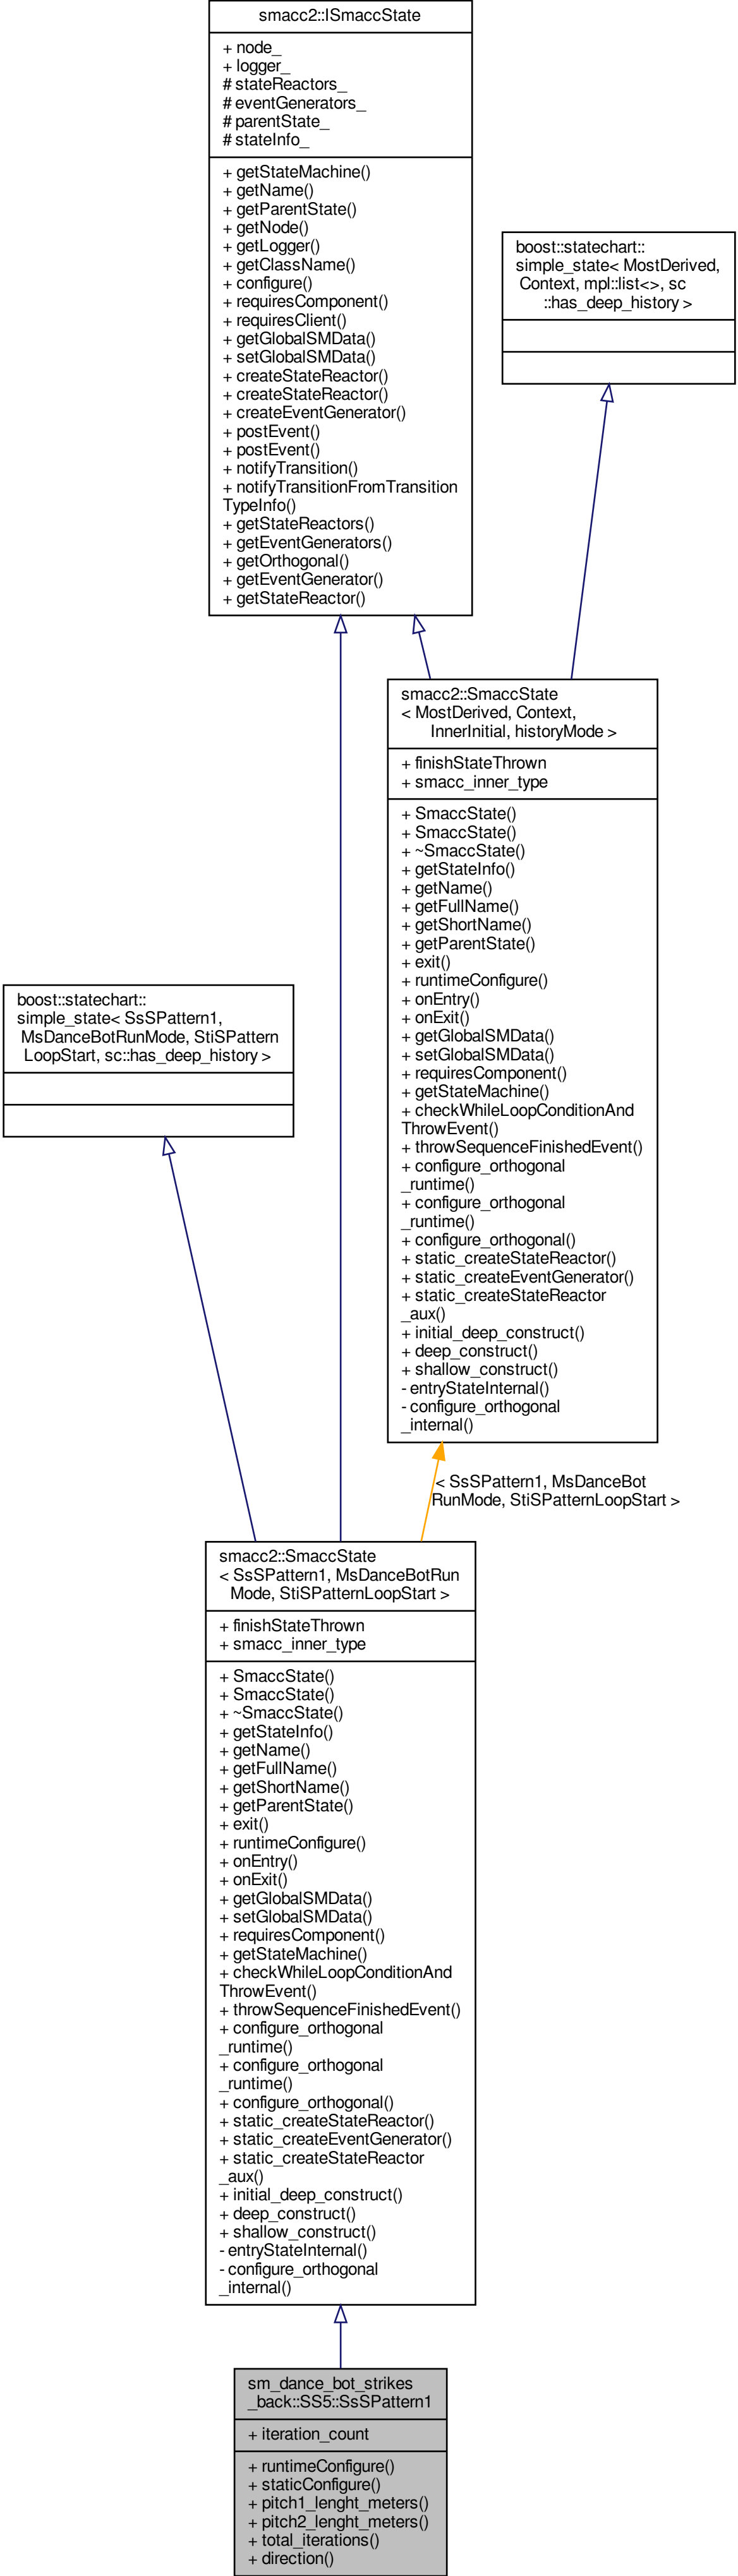 smacc2::ISmaccState
+ node_
+ logger_
# stateReactors_
# eventGenerators_
# parentState_
# stateInfo_
+ getStateMachine()
+ getName()
+ getParentState()
+ getNode()
+ getLogger()
+ getClassName()
+ configure()
+ requiresComponent()
+ requiresClient()
+ getGlobalSMData()
+ setGlobalSMData()
+ createStateReactor()
+ createStateReactor()
+ createEventGenerator()
+ postEvent()
+ postEvent()
+ notifyTransition()
+ notifyTransitionFromTransition
TypeInfo()
+ getStateReactors()
+ getEventGenerators()
+ getOrthogonal()
+ getEventGenerator()
+ getStateReactor()
boost::statechart::
simple_state< MostDerived,
Context, mpl::list<>, sc
::has_deep_history >
smacc2::SmaccState
< MostDerived, Context,
InnerInitial, historyMode >
+ finishStateThrown
+ smacc_inner_type
+ SmaccState()
+ SmaccState()
+ ~SmaccState()
+ getStateInfo()
+ getName()
+ getFullName()
+ getShortName()
+ getParentState()
+ exit()
+ runtimeConfigure()
+ onEntry()
+ onExit()
+ getGlobalSMData()
+ setGlobalSMData()
+ requiresComponent()
+ getStateMachine()
+ checkWhileLoopConditionAnd
ThrowEvent()
+ throwSequenceFinishedEvent()
+ configure_orthogonal
_runtime()
+ configure_orthogonal
_runtime()
+ configure_orthogonal()
+ static_createStateReactor()
+ static_createEventGenerator()
+ static_createStateReactor
_aux()
+ initial_deep_construct()
+ deep_construct()
+ shallow_construct()
- entryStateInternal()
- configure_orthogonal
_internal()
boost::statechart::
simple_state< SsSPattern1,
MsDanceBotRunMode, StiSPattern
LoopStart, sc::has_deep_history >
< SsSPattern1, MsDanceBot
RunMode, StiSPatternLoopStart >
smacc2::SmaccState
< SsSPattern1, MsDanceBotRun
Mode, StiSPatternLoopStart >
+ finishStateThrown
+ smacc_inner_type
+ SmaccState()
+ SmaccState()
+ ~SmaccState()
+ getStateInfo()
+ getName()
+ getFullName()
+ getShortName()
+ getParentState()
+ exit()
+ runtimeConfigure()
+ onEntry()
+ onExit()
+ getGlobalSMData()
+ setGlobalSMData()
+ requiresComponent()
+ getStateMachine()
+ checkWhileLoopConditionAnd
ThrowEvent()
+ throwSequenceFinishedEvent()
+ configure_orthogonal
_runtime()
+ configure_orthogonal
_runtime()
+ configure_orthogonal()
+ static_createStateReactor()
+ static_createEventGenerator()
+ static_createStateReactor
_aux()
+ initial_deep_construct()
+ deep_construct()
+ shallow_construct()
- entryStateInternal()
- configure_orthogonal
_internal()
sm_dance_bot_strikes
_back::SS5::SsSPattern1
+ iteration_count
+ runtimeConfigure()
+ staticConfigure()
+ pitch1_lenght_meters()
+ pitch2_lenght_meters()
+ total_iterations()
+ direction()